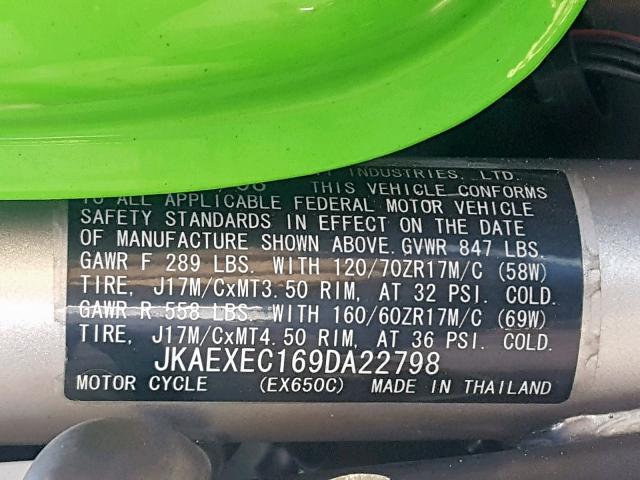 INDUSTRIES, LTD.
THIS VEHICLE CONFORMS
TO ALL APPLICABLE FEDERAL MOTOR VEHICLE
SAFETY STANDARDS IN EFFECT ON THE DATE
OF MANUFACTURE SHOWN ABOVE. GVWR 847 LBS.
GAWR F 289 LBS. WITH 120/70ZR17M/C (58W)
TIRE, J17M/CxMT3.50 RIM, AT 32 PSI. COLD.
GAWR R 558 LBS. WITH 160/60ZR17M/C (69W)
TIRE, J17M/CxMT4.50 RIM, AT 36 PSI. COLD.
JKAEXEC169DA22798
MOTOR CYCLE (EX650C) MADE IN THAILAND